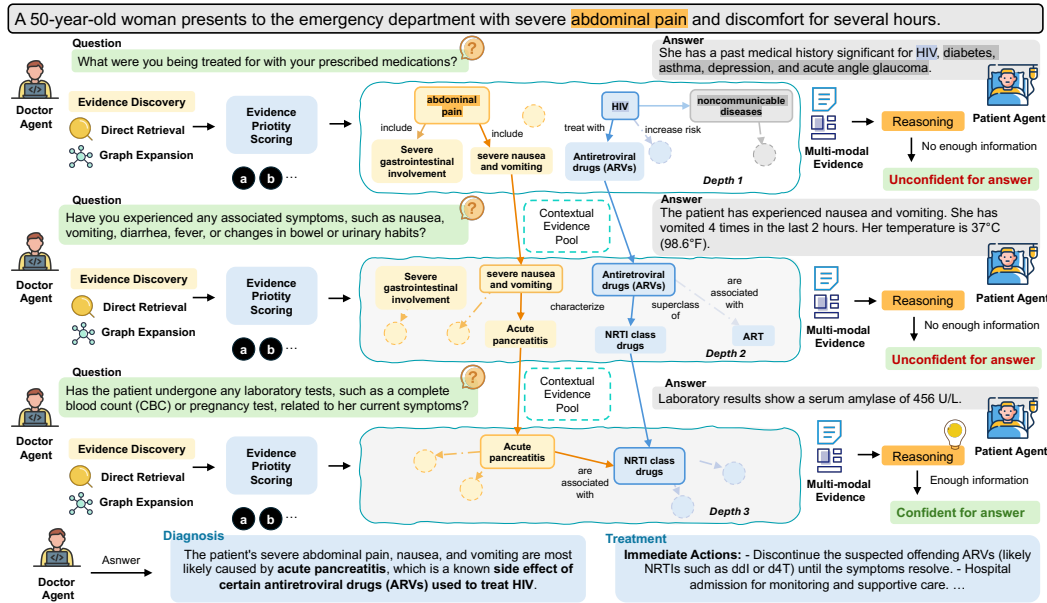 A 50-year-old woman presents to the emergency department with severe abdominal pain and discomfort for several hours.
Question
What were you being treated for with your prescribed medications?
?
Answer
She has a past medical history significant for HIV, diabetes,
asthma, depression, and acute angle glaucoma.
Doctor
Agent
Evidence Discovery
Direct Retrieval
Graph Expansion
Evidence
Priotity
Scoring
a b ...
abdominal
pain
include
include
Severe
gastrointestinal
involvement
severe nausea
and vomiting
HIV
treat with
increase risk
noncommunicable
diseases
Antiretroviral
drugs (ARVs)
Depth 1
Multi-modal
Evidence
Reasoning
Patient Agent
No enough information
Unconfident for answer
Question
Have you experienced any associated symptoms, such as nausea,
vomiting, diarrhea, fever, or changes in bowel or urinary habits?
?
Contextual
Evidence
Pool
Answer
The patient has experienced nausea and vomiting. She has
vomited 4 times in the last 2 hours. Her temperature is 37°C
(98.6°F).
Doctor
Agent
Evidence Discovery
Direct Retrieval
Graph Expansion
Evidence
Priotity
Scoring
a b ...
Severe
gastrointestinal
involvement
severe nausea
and vomiting
Acute
pancreatitis
Antiretroviral
drugs (ARVs)
characterize
superclass
of
are
associated
with
NRTI class
drugs
ART
Depth 2
Multi-modal
Evidence
Reasoning
Patient Agent
No enough information
Unconfident for answer
Question
Has the patient undergone any laboratory tests, such as a complete
blood count (CBC) or pregnancy test, related to her current symptoms?
?
Contextual
Evidence
Pool
Answer
Laboratory results show a serum amylase of 456 U/L.
Doctor
Agent
Evidence Discovery
Direct Retrieval
Graph Expansion
Evidence
Priotity
Scoring
a b ...
Acute
pancreatitis
are
associated
with
NRTI class
drugs
Depth 3
Multi-modal
Evidence
Reasoning
Patient Agent
Enough information
Confident for answer
Doctor
Agent
Asnwer
Diagnosis
The patient's severe abdominal pain, nausea, and vomiting are most
likely caused by acute pancreatitis, which is a known side effect of
certain antiretroviral drugs (ARVs) used to treat HIV.
Treatment
Immediate Actions: - Discontinue the suspected offending ARVs (likely
NRTIs such as ddI or d4T) until the symptoms resolve. - Hospital
admission for monitoring and supportive care. ...